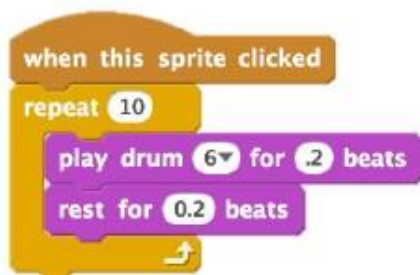 when this sprite clicked
repeat 10
play drum 6 for .2 beats
rest for 0.2 beats